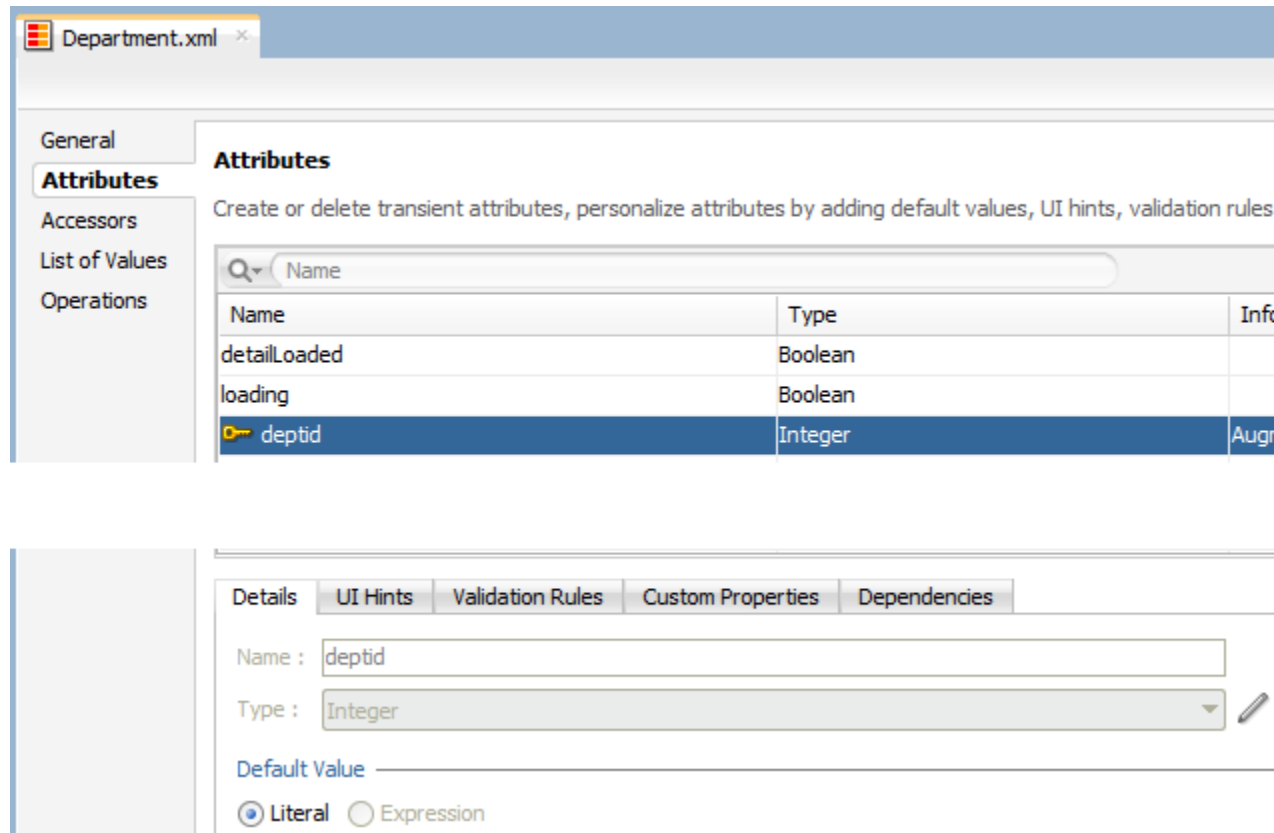 Department.xml
General
Attributes
Accessors
List of Values
Operations
Attributes
Create or delete transient attributes, personalize attributes by adding default values, UI hints, validation rules
Name
Name Type
detailLoaded Boolean
loading Boolean
deptid Integer
Details UI Hints Validation Rules Custom Properties Dependencies
Name : deptid
Type : Integer
Default Value
Literal Expression